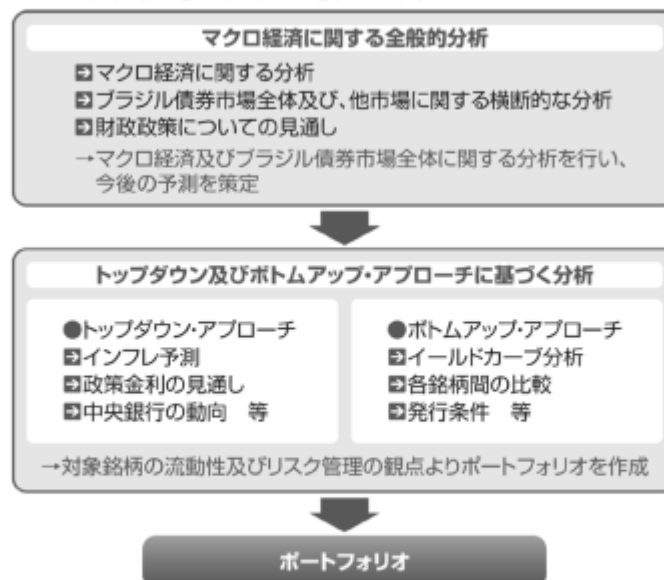 マクロ経済に関する全般的分析
マクロ経済に関する分析
ブラジル債券市場全体及び、他市場に関する横断的な分析
財政政策についての見通し
→マクロ経済及びブラジル債券市場全体に関する分析を行い、
今後の予測を策定
トップダウン及びボトムアップ・アプローチに基づく分析
●トップダウン・アプローチ
インフレ予測
政策金利の見通し
中央銀行の動向　等
●ボトムアップ・アプローチ
イールドカーブ分析
各銘柄間の比較
発行条件　等
→対象銘柄の流動性及びリスク管理の観点よりポートフォリオを作成
ポートフォリオ